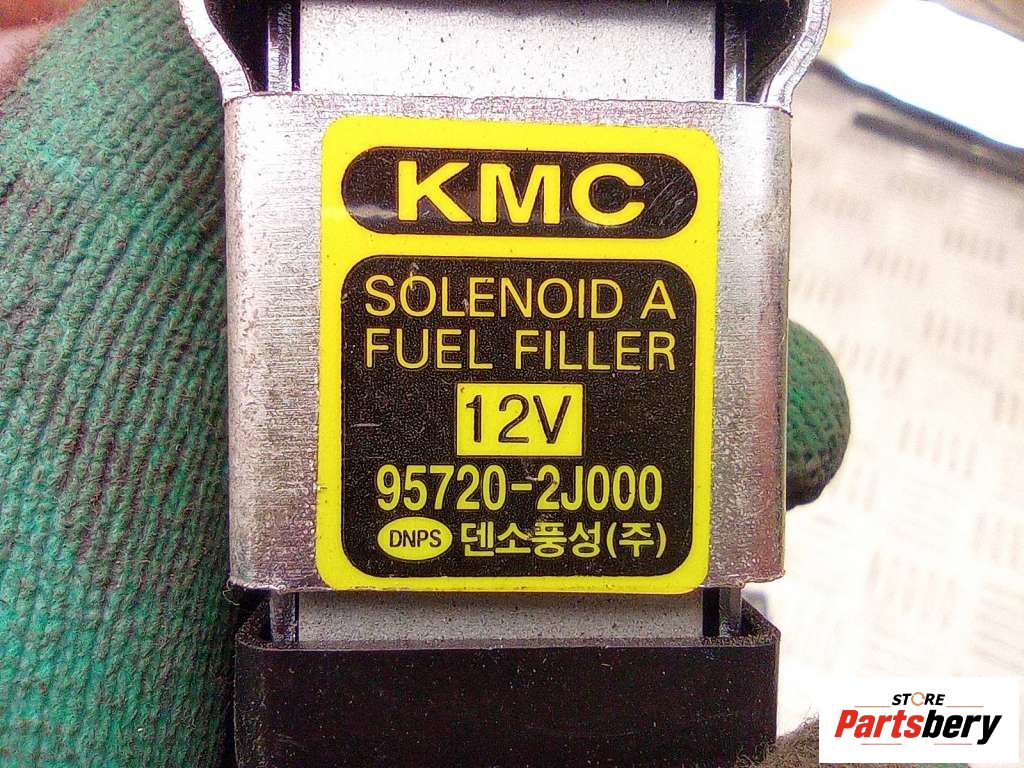 KMC
SOLENOID A
FUEL FILLER
12V
95720-2J000
DNPS 덴소풍성(주)
STORE
Partsbery